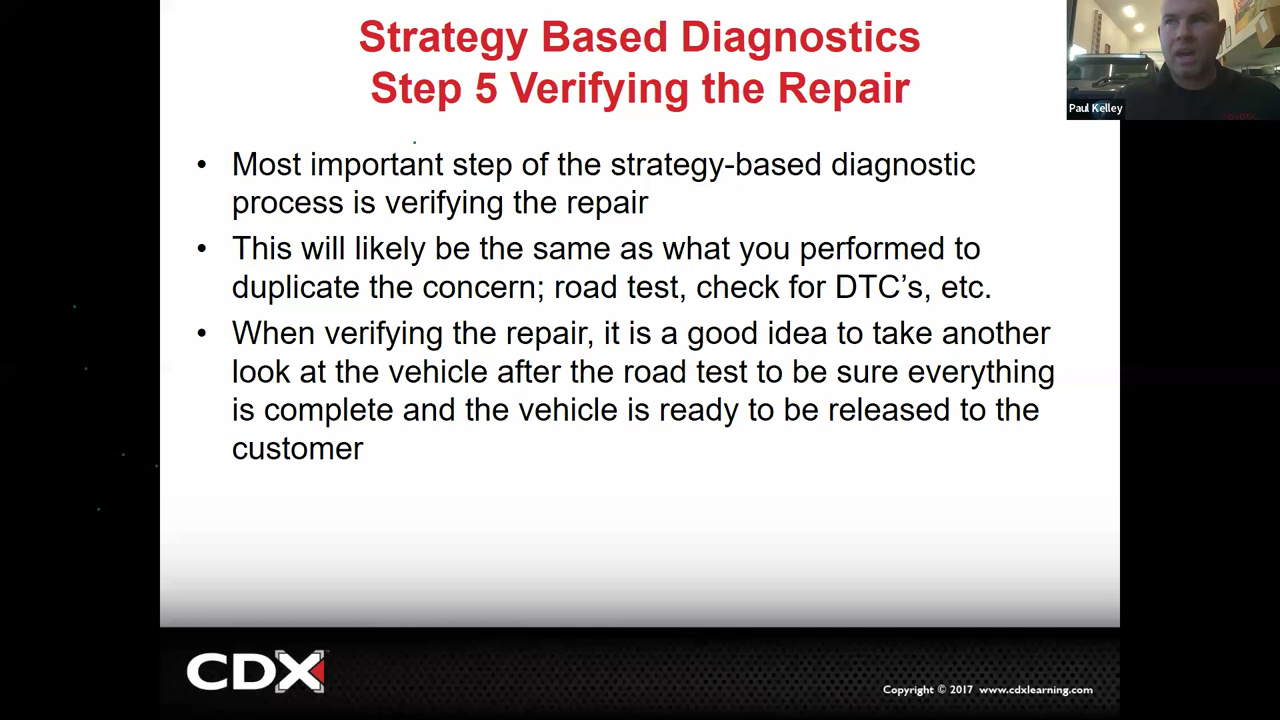 Strategy Based Diagnostics
Step 5 Verifying the Repair
Paul Kelley
• Most important step of the strategy-based diagnostic
process is verifying the repair
• This will likely be the same as what you performed to
duplicate the concern; road test, check for DTC’s, etc.
• When verifying the repair, it is a good idea to take another
look at the vehicle after the road test to be sure everything
is complete and the vehicle is ready to be released to the
customer
CDX
Copyright © 2017 www.cdxlearning.com